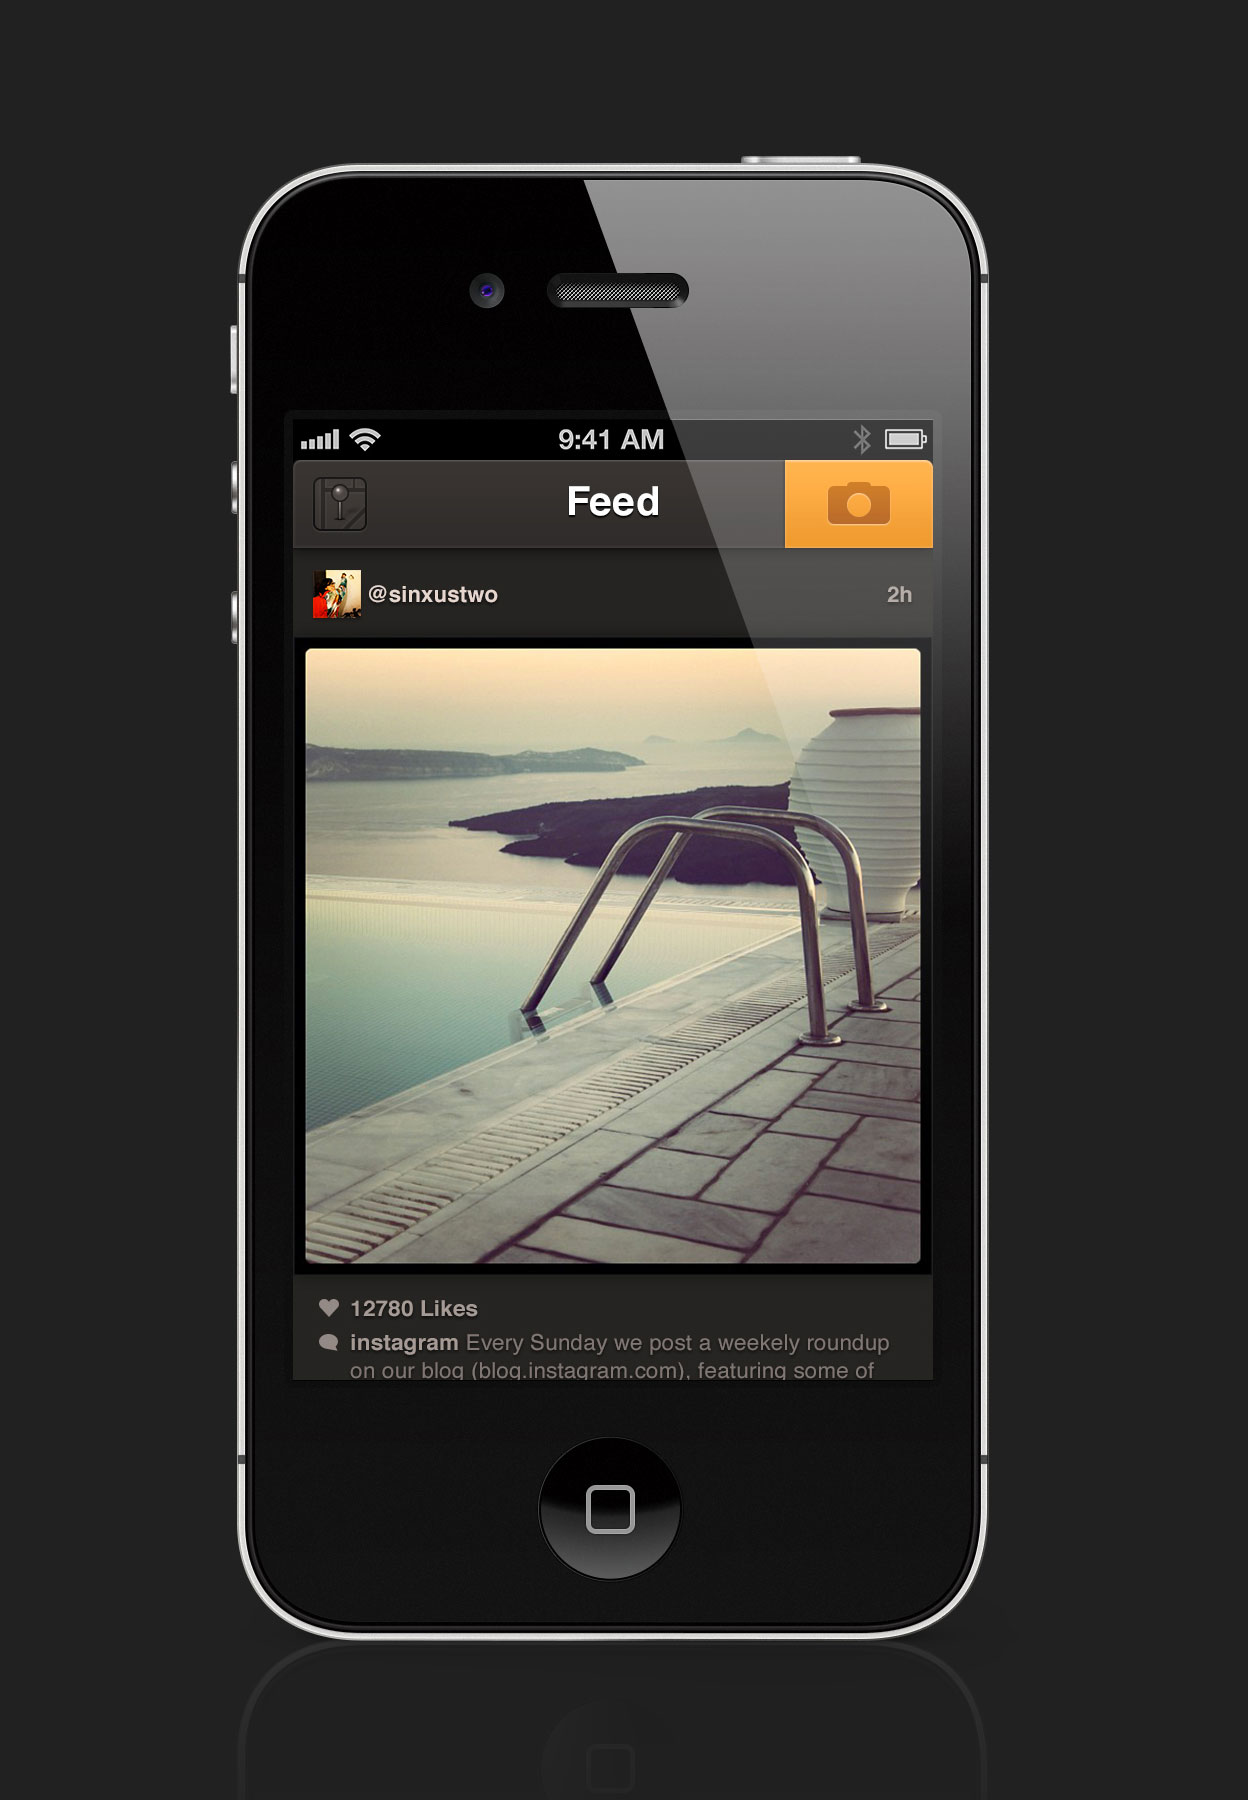 9:41 AM
Feed
@sinxustwo
2h
12780 Likes
instagram Every Sunday we post a weekly roundup
on our blog (blog.instagram.com), featuring some of